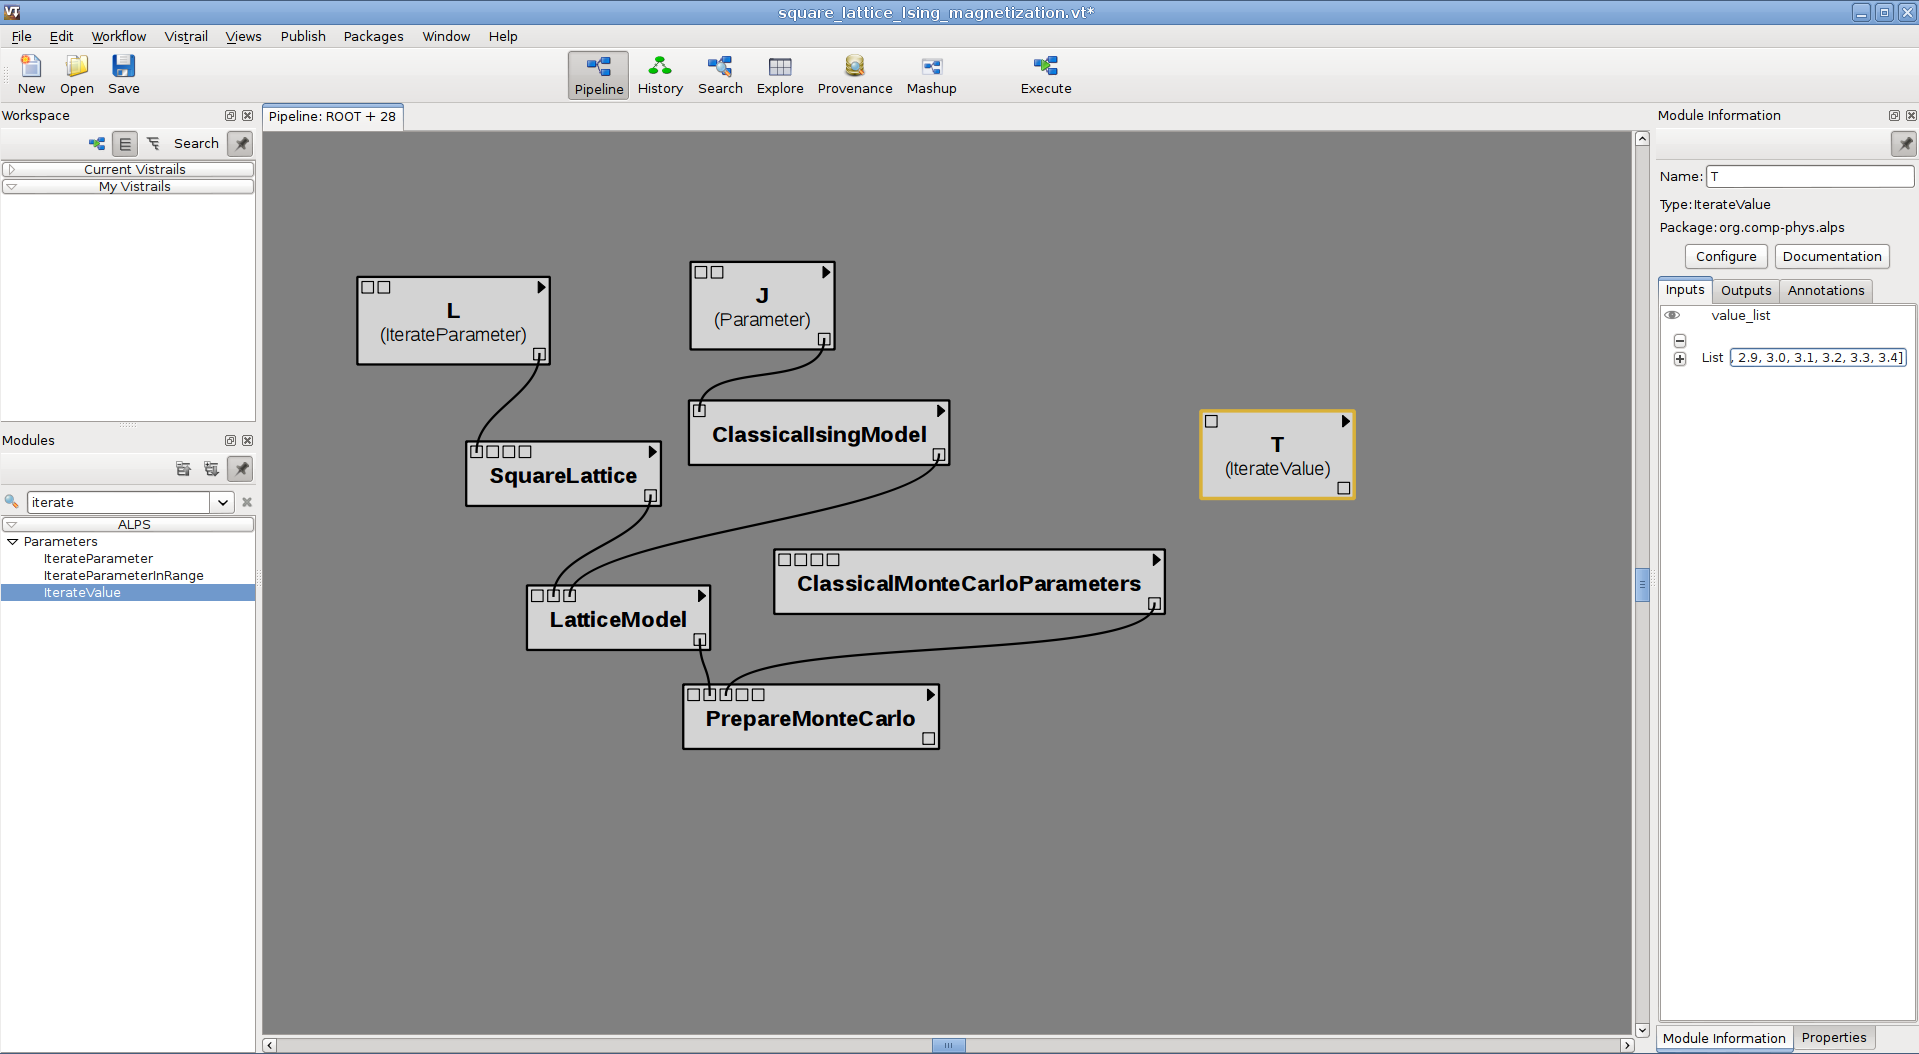 VT
square_lattice_Ising_magnetization.vt*
File Edit Workflow Vistrail Views Publish Packages Window Help
New Open Save Pipeline History Search Explore Provenance Mashup Execute
Workspace
Search
Current Vistrails
My Vistrails
Modules
iterate
ALPS
Parameters
IterateParameter
IterateParameterInRange
IterateValue
Pipeline: ROOT + 28
L
(IterateParameter)
J
(Parameter)
ClassicalIsingModel
SquareLattice
T
(IterateValue)
ClassicalMonteCarloParameters
LatticeModel
PrepareMonteCarlo
Module Information
Name: T
Type: IterateValue
Package: org.comp-phys.alps
Configure Documentation
Inputs Outputs Annotations
value_list
List , 2.9, 3.0, 3.1, 3.2, 3.3, 3.4]
Module Information Properties